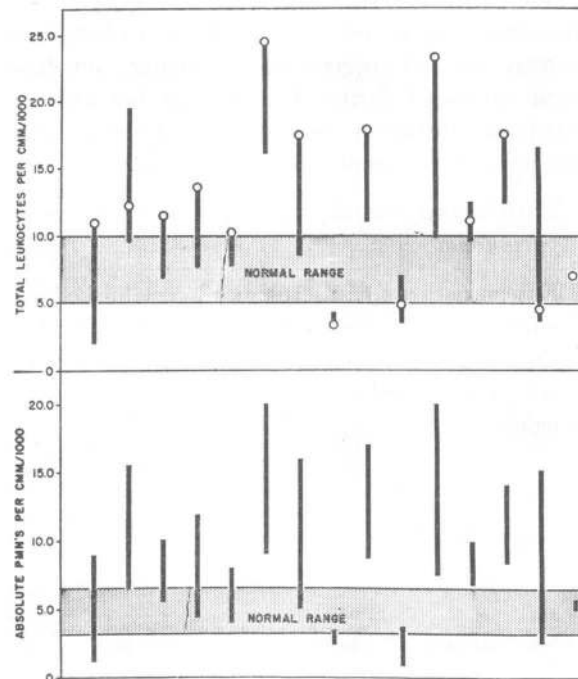 TOTAL LEUKOCYTES PER CMM/1000
25.0
20.0
15.0
10.0
NORMAL RANGE
5.0
0
ABSOLUTE PMN'S PER CMM/1000
20.0
15.0
10.0
5.0
NORMAL RANGE
0